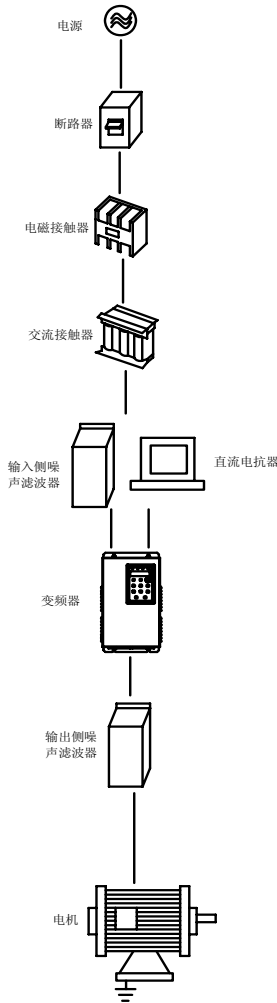 电源
断路器
电磁接触器
交流接触器
输入侧噪
声滤波器
直流电抗器
变频器
输出侧噪
声滤波器
电机